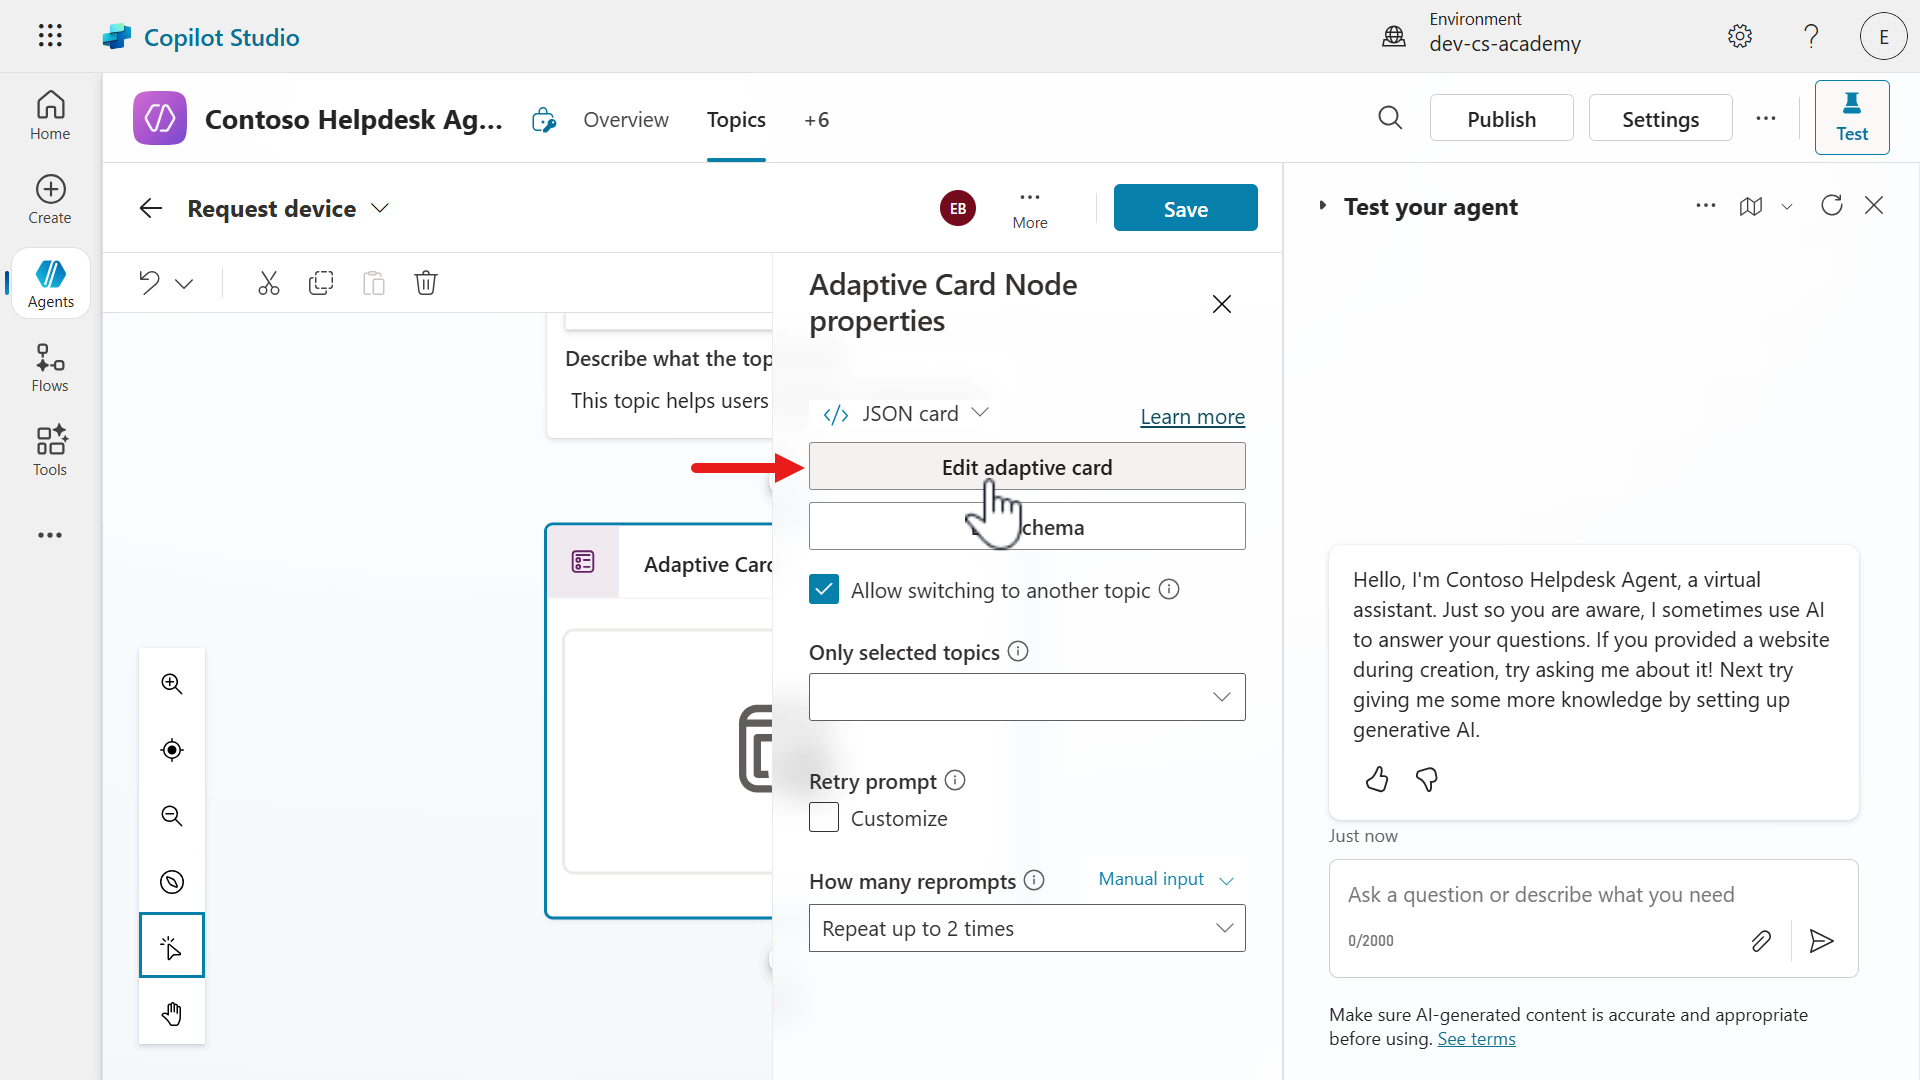 Copilot Studio
Environment
dev-cs-academy
E
Home
Create
Agents
Flows
Tools
Contoso Helpdesk Ag...
Overview
Topics
+6
Publish
Settings
Test
Request device
EB
More
Save
Describe what the top
This topic helps users
Adaptive Card
Adaptive Card Node
properties
JSON card
Learn more
Edit adaptive card
chema
Allow switching to another topic
Only selected topics
Retry prompt
Customize
How many reprompts
Manual input
Repeat up to 2 times
Test your agent
Hello, I'm Contoso Helpdesk Agent, a virtual
assistant. Just so you are aware, I sometimes use AI
to answer your questions. If you provided a website
during creation, try asking me about it! Next try
giving me some more knowledge by setting up
generative AI.
Just now
Ask a question or describe what you need
0/2000
Make sure AI-generated content is accurate and appropriate
before using. See terms